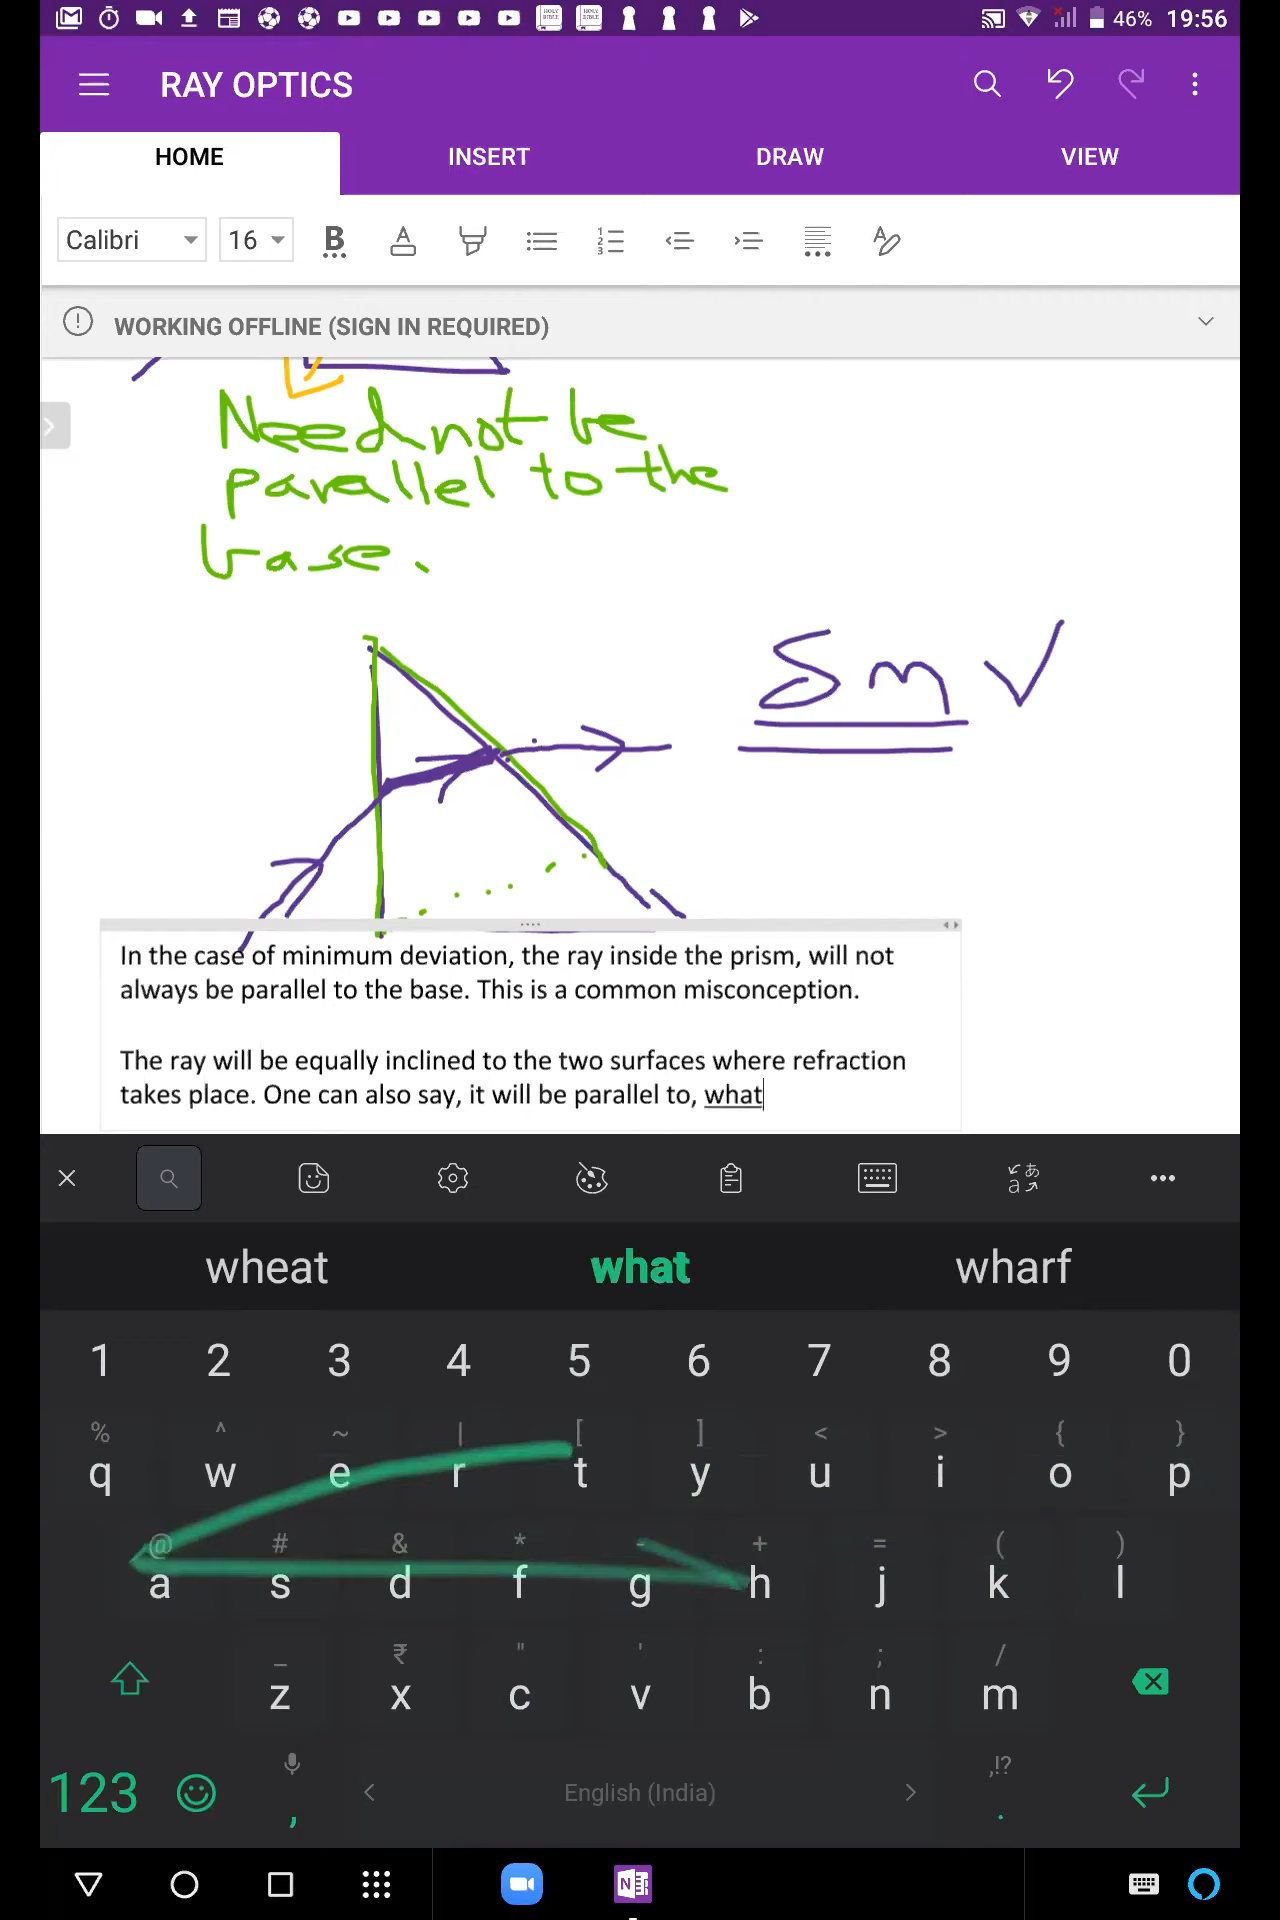 46% 19:56
RAY OPTICS
HOME INSERT DRAW VIEW
Calibri 16 B A
WORKING OFFLINE (SIGN IN REQUIRED)
Need not be
parallel to the
base.
δm ✓
In the case of minimum deviation, the ray inside the prism, will not
always be parallel to the base. This is a common misconception.
The ray will be equally inclined to the two surfaces where refraction
takes place. One can also say, it will be parallel to, what
wheat what wharf
1 2 3 4 5 6 7 8 9 0
% ^ ~ | [ ] < > { }
q w e r t y u i o p
@ # & * - + = ( )
a s d f g h j k l
_ ₹ " ' : ; /
z x c v b n m
,!?
123 , < English (India) > .